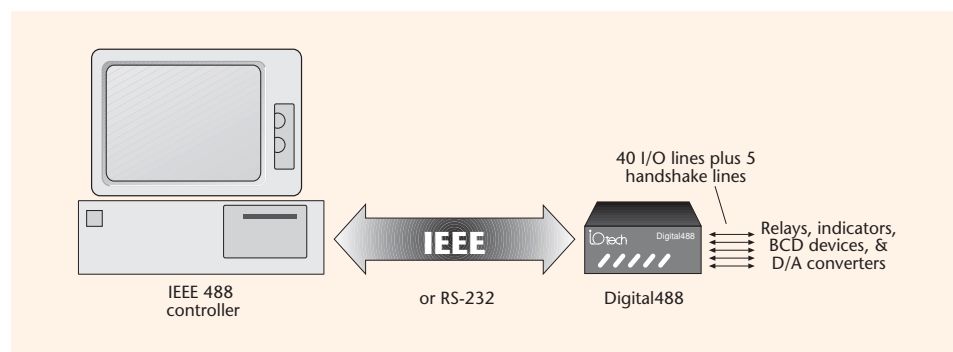 40 I/O lines plus 5
handshake lines
IEEE
iOtech
Digital488
Relays, indicators,
BCD devices, &
D/A converters
IEEE 488
controller
or RS-232
Digital488